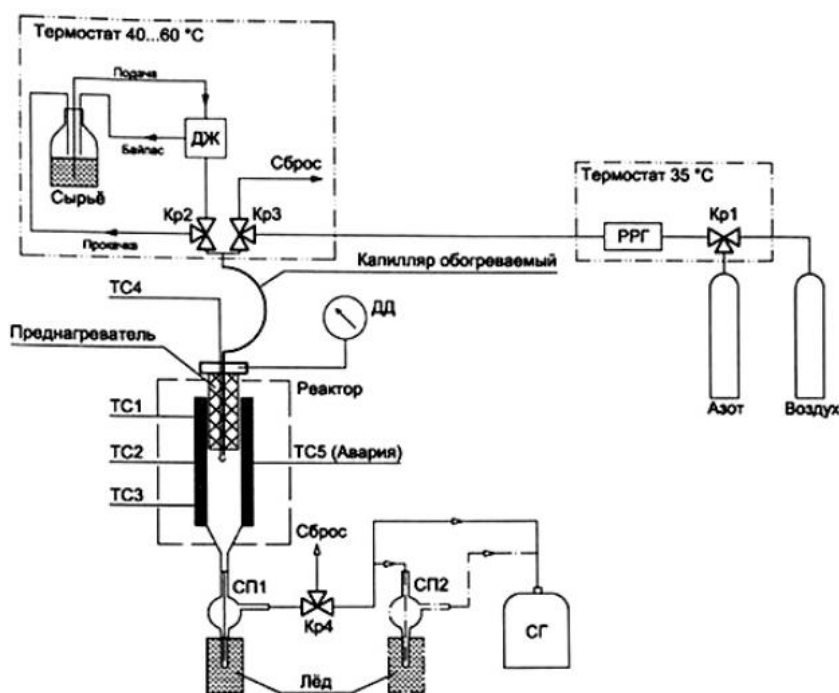 Термостат 40...60 °С
Подача
ДЖ
Байпас
Сброс
Сырьё
Кр2
Кр3
Прокачка
Термостат 35 °С
Кр1
РРГ
Капилляр обогреваемый
ТС4
ДД
Преднагреватель
Реактор
Азот
Воздух
ТС1
ТС2
ТС5 (Авария)
ТС3
Сброс
СП1
СП2
Кр4
СГ
Лёд